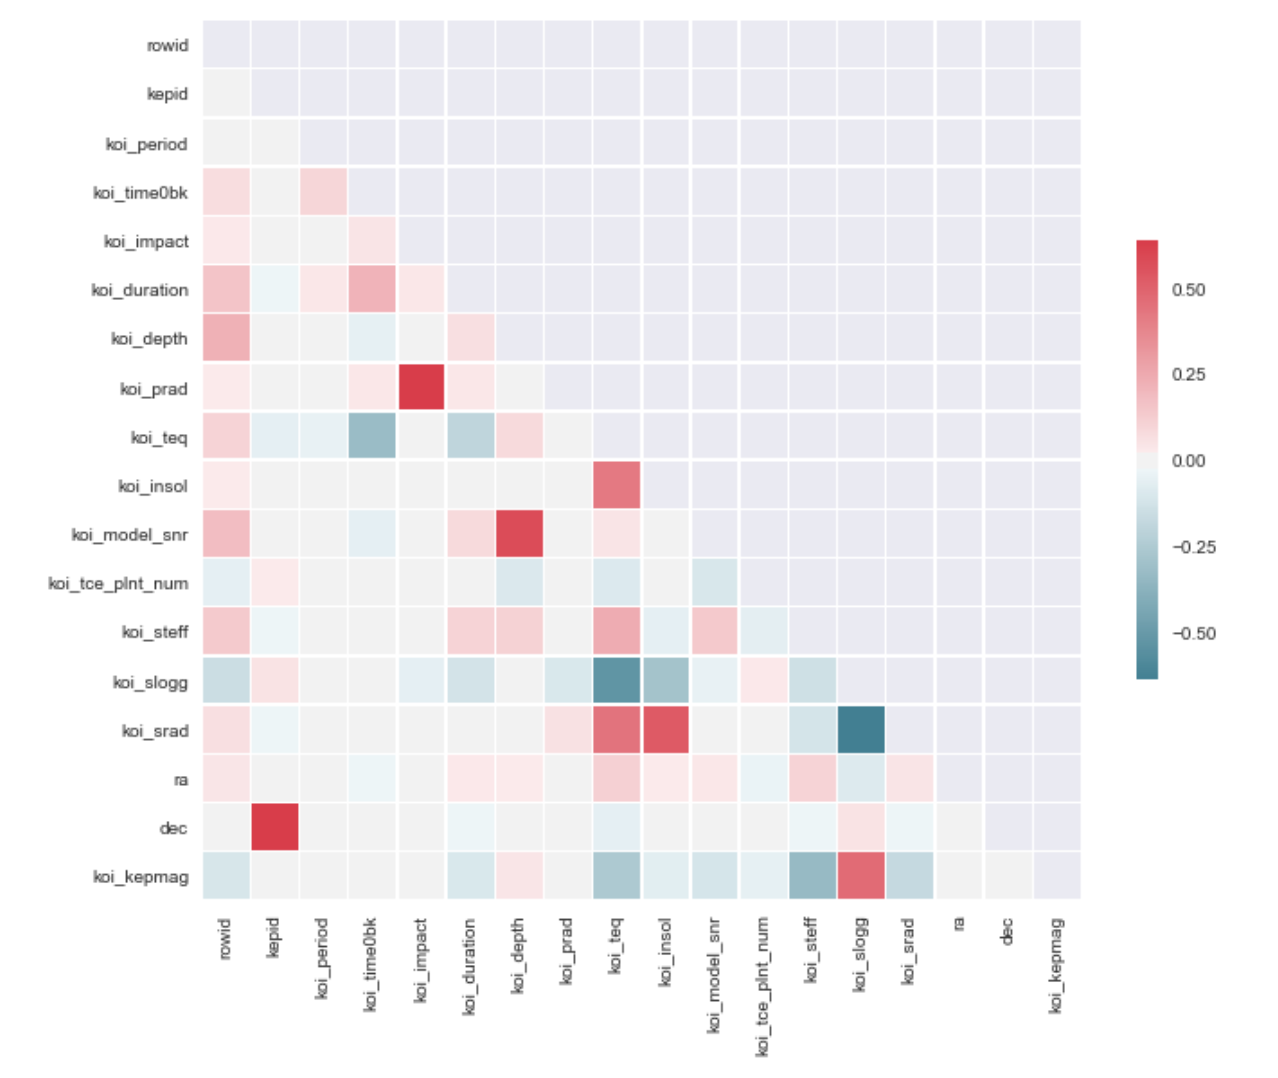 rowid
kepid
koi_period
koi_time0bk
koi_impact
koi_duration
koi_depth
koi_prad
koi_teq
koi_insol
koi_model_snr
koi_tce_plnt_num
koi_steff
koi_slogg
koi_srad
ra
dec
koi_kepmag
rowid
kepid
koi_period
koi_time0bk
koi_impact
koi_duration
koi_depth
koi_prad
koi_teq
koi_insol
koi_model_snr
koi_tce_plnt_num
koi_steff
koi_slogg
koi_srad
ra
dec
koi_kepmag
0.50
0.25
0.00
−0.25
−0.50